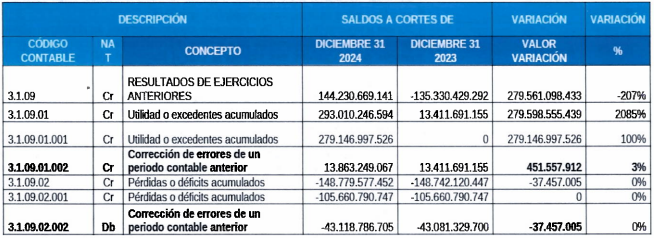 DESCRIPCIÓN SALDOS A CORTES DE VARIACIÓN VARIACIÓN
CÓDIGO CONTABLE NAT CONCEPTO DICIEMBRE 31 2024 DICIEMBRE 31 2023 VALOR VARIACIÓN %
3.1.09 Cr RESULTADOS DE EJERCICIOS ANTERIORES 144.230.669.141 -135.330.429.292 279.561.098.433 -207%
3.1.09.01 Cr Utilidad o excedentes acumulados 293.010.246.594 13.411.691.155 279.598.555.439 2085%
3.1.09.01.001 Cr Utilidad o excedentes acumulados 279.146.997.526 0 279.146.997.526 100%
3.1.09.01.002 Cr Corrección de errores de un periodo contable anterior 13.863.249.067 13.411.691.155 451.557.912 3%
3.1.09.02 Cr Pérdidas o déficits acumulados -148.779.577.452 -148.742.120.447 -37.457.005 0%
3.1.09.02.001 Cr Pérdidas o déficits acumulados -105.660.790.747 -105.660.790.747 0 0%
3.1.09.02.002 Db Corrección de errores de un periodo contable anterior -43.118.786.705 -43.081.329.700 -37.457.005 0%